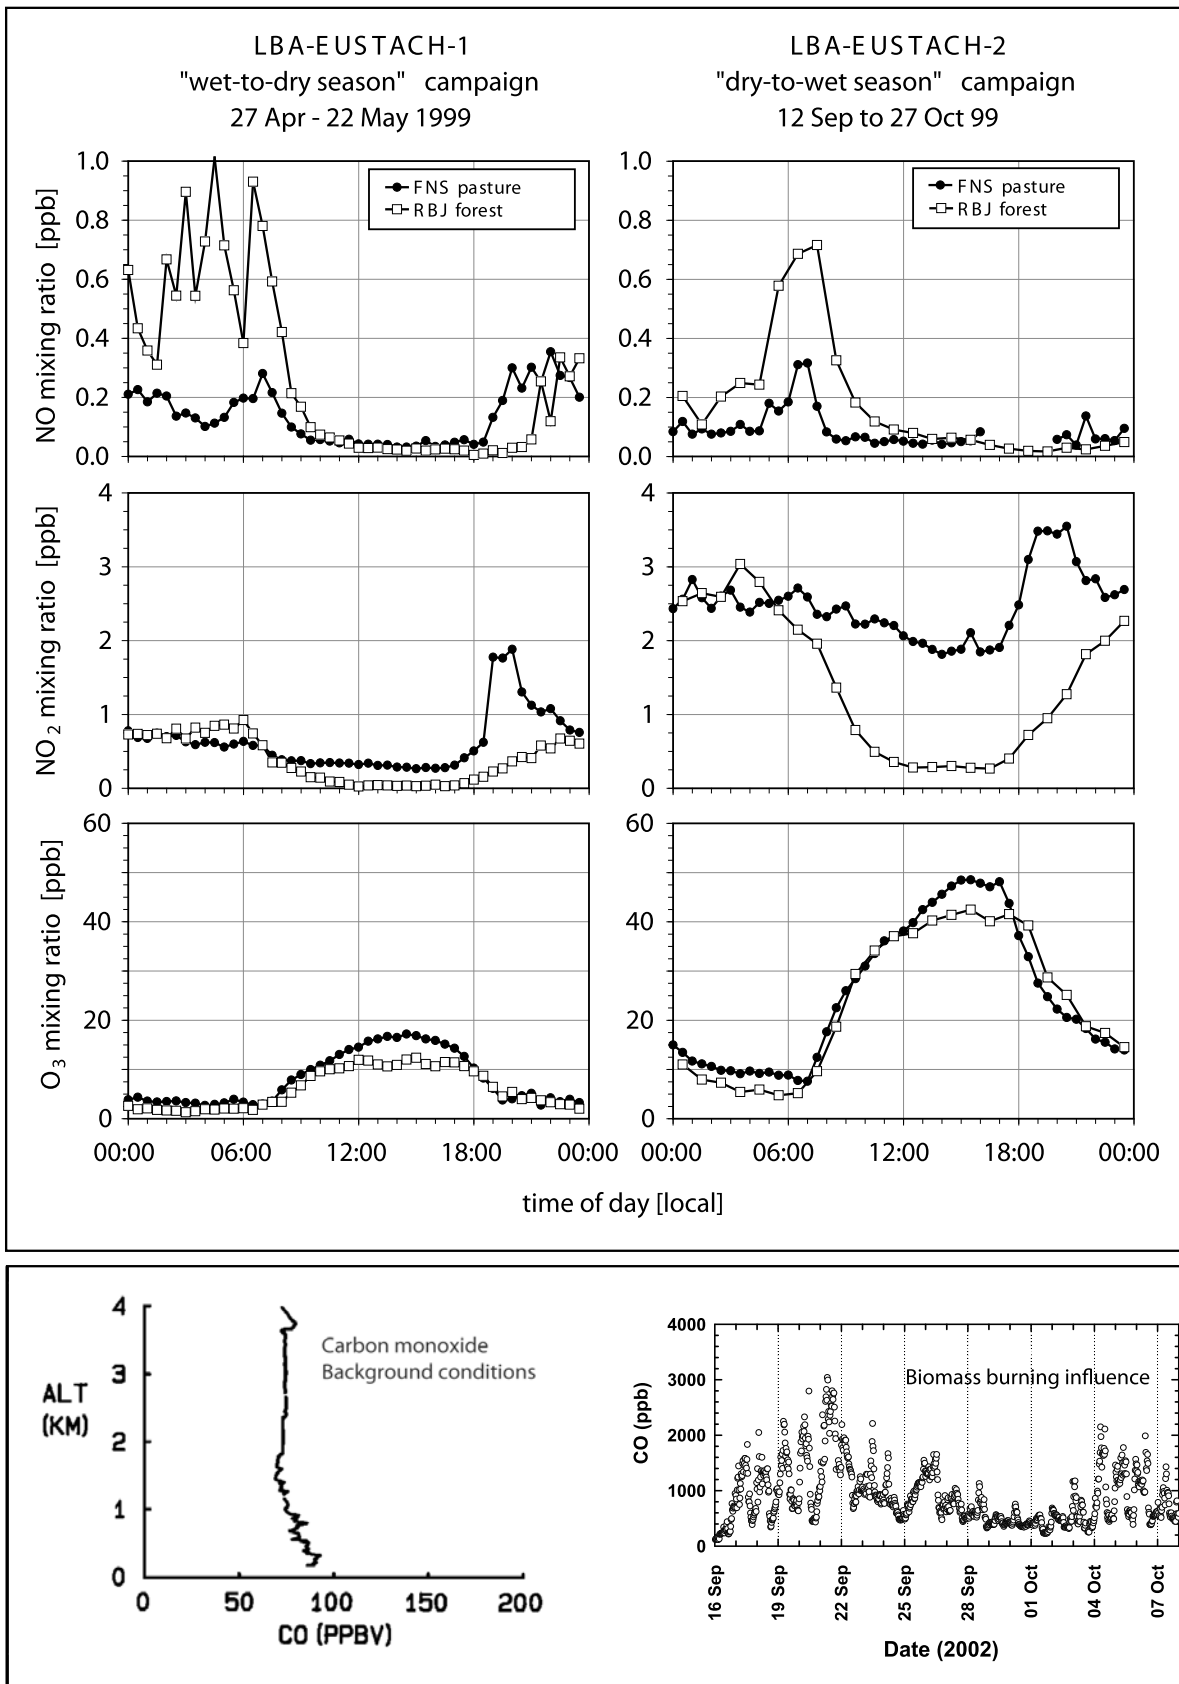 LBA-EUSTACH-1
"wet-to-dry season" campaign
27 Apr - 22 May 1999
LBA-EUSTACH-2
"dry-to-wet season" campaign
12 Sep to 27 Oct 99
NO mixing ratio [ppb]
1.0
0.8
0.6
0.4
0.2
0.0
FNS pasture
RBJ forest
1.0
0.8
0.6
0.4
0.2
0.0
FNS pasture
RBJ forest
NO2 mixing ratio [ppb]
4
3
2
1
0
4
3
2
1
0
O3 mixing ratio [ppb]
60
40
20
0
00:00 06:00 12:00 18:00 00:00
60
40
20
0
00:00 06:00 12:00 18:00 00:00
time of day [local]
ALT
(KM)
4
3
2
1
0
Carbon monoxide
Background conditions
0 50 100 150 200
CO (PPBV)
CO (ppb)
4000
3000
2000
1000
0
Biomass burning influence
16 Sep
19 Sep
22 Sep
25 Sep
28 Sep
01 Oct
04 Oct
07 Oct
Date (2002)